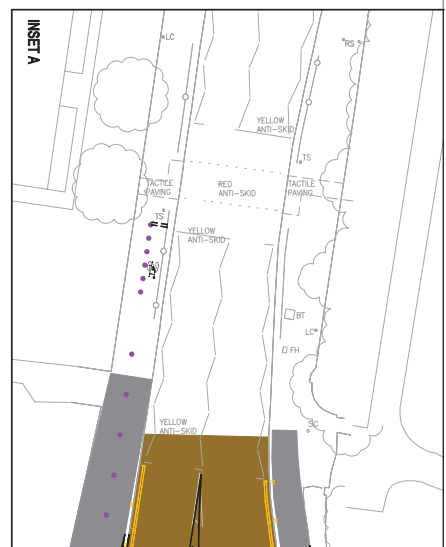 INSET A
LC
RS
YELLOW
ANTI-SKID
TS
TACTILE
PAVING
RED
ANTI-SKID
TACTILE
PAVING
TS
YELLOW
ANTI-SKID
BT
LC
FH
YELLOW
ANTI-SKID
SC